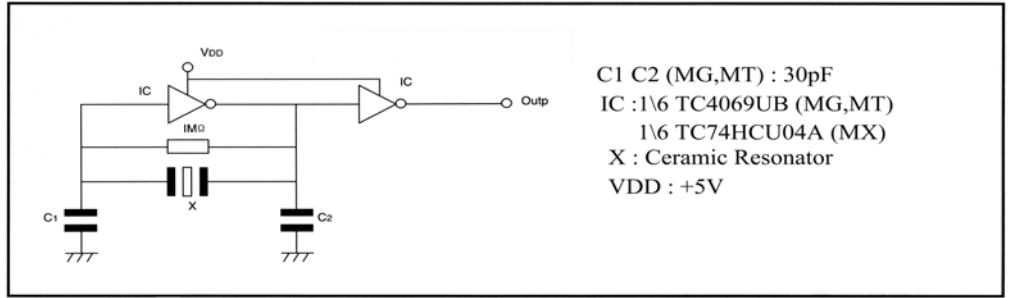 VDD
IC
IC
Outp
IMΩ
X
C1
C2
C1 C2 (MG,MT) : 30pF
IC :1\6 TC4069UB (MG,MT)
1\6 TC74HCU04A (MX)
X : Ceramic Resonator
VDD : +5V